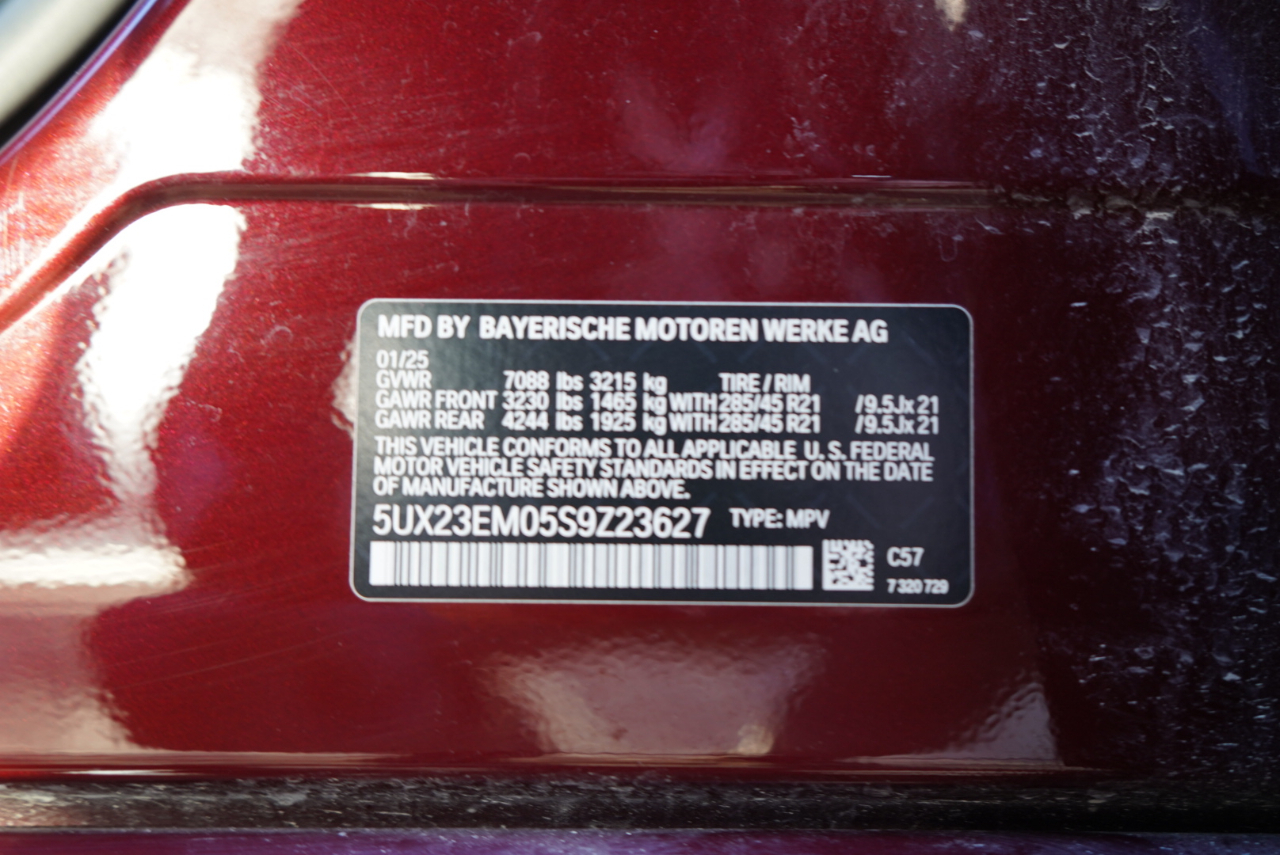 MFD BY BAYERISCHE MOTOREN WERKE AG
01/25
GVWR 7088 lbs 3215 kg TIRE / RIM
GAWR FRONT 3230 lbs 1465 kg WITH 285/45 R21 /9.5Jx 21
GAWR REAR 4244 lbs 1925 kg WITH 285/45 R21 /9.5Jx 21
THIS VEHICLE CONFORMS TO ALL APPLICABLE U. S. FEDERAL
MOTOR VEHICLE SAFETY STANDARDS IN EFFECT ON THE DATE
OF MANUFACTURE SHOWN ABOVE.
5UX23EM05S9Z23627 TYPE: MPV
C57
7 320 729